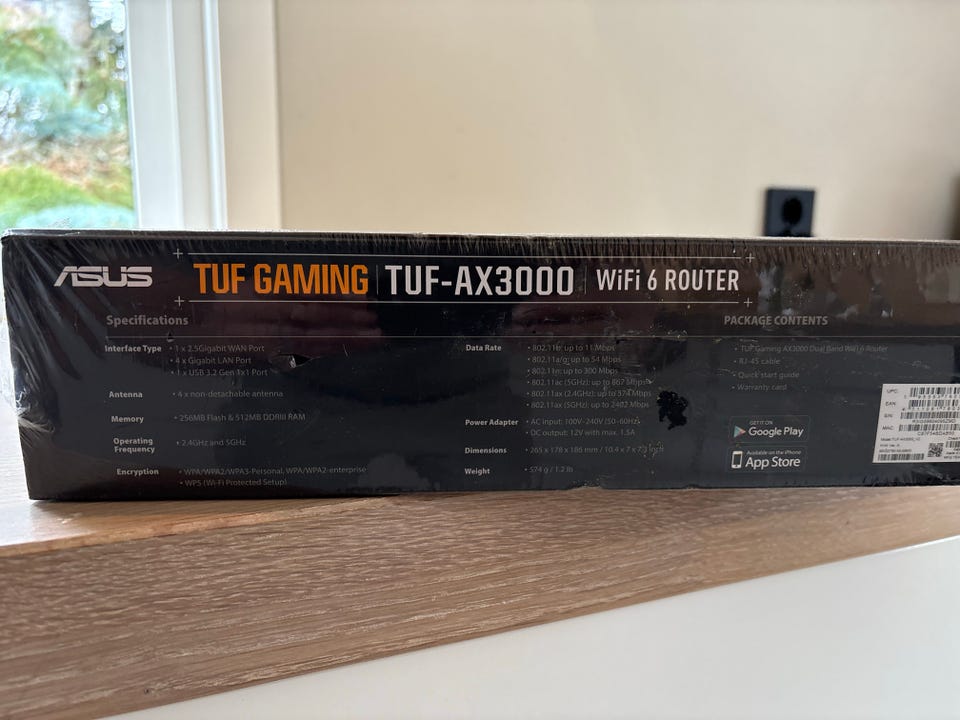 ASUS
TUF GAMING | TUF-AX3000 | WiFi 6 ROUTER
Specifications
Interface Type
• 1 x 2.5Gigabit WAN Port
• 4 x Gigabit LAN Port
• 1 x USB 3.2 Gen 1x1 Port
Antenna
• 4 x non-detachable antenna
Memory
• 256MB Flash & 512MB DDRIII RAM
Operating
Frequency
• 2.4GHz and 5GHz
Encryption
• WPA/WPA2/WPA3-Personal, WPA/WPA2-enterprise
• WPS (Wi-Fi Protected Setup)
Data Rate
• 802.11b: up to 11 Mbps
• 802.11a/g: up to 54 Mbps
• 802.11n: up to 300 Mbps
• 802.11ac (5GHz): up to 867 Mbps
• 802.11ax (2.4GHz): up to 574 Mbps
• 802.11ax (5GHz): up to 2402 Mbps
Power Adapter
• AC input: 100V~240V (50~60Hz)
• DC output: 12V with max. 1.5A
Dimensions
• 265 x 178 x 186 mm / 10.4 x 7 x 7.3 inch
Weight
• 574 g / 1.2 lb
PACKAGE CONTENTS
• TUF Gaming AX3000 Dual Band WiFi 6 Router
• RJ-45 cable
• Quick start guide
• Warranty card
GET IT ON
Google Play
Available on the iPhone
App Store
UPC:
EAN:
S/N:
MAC: